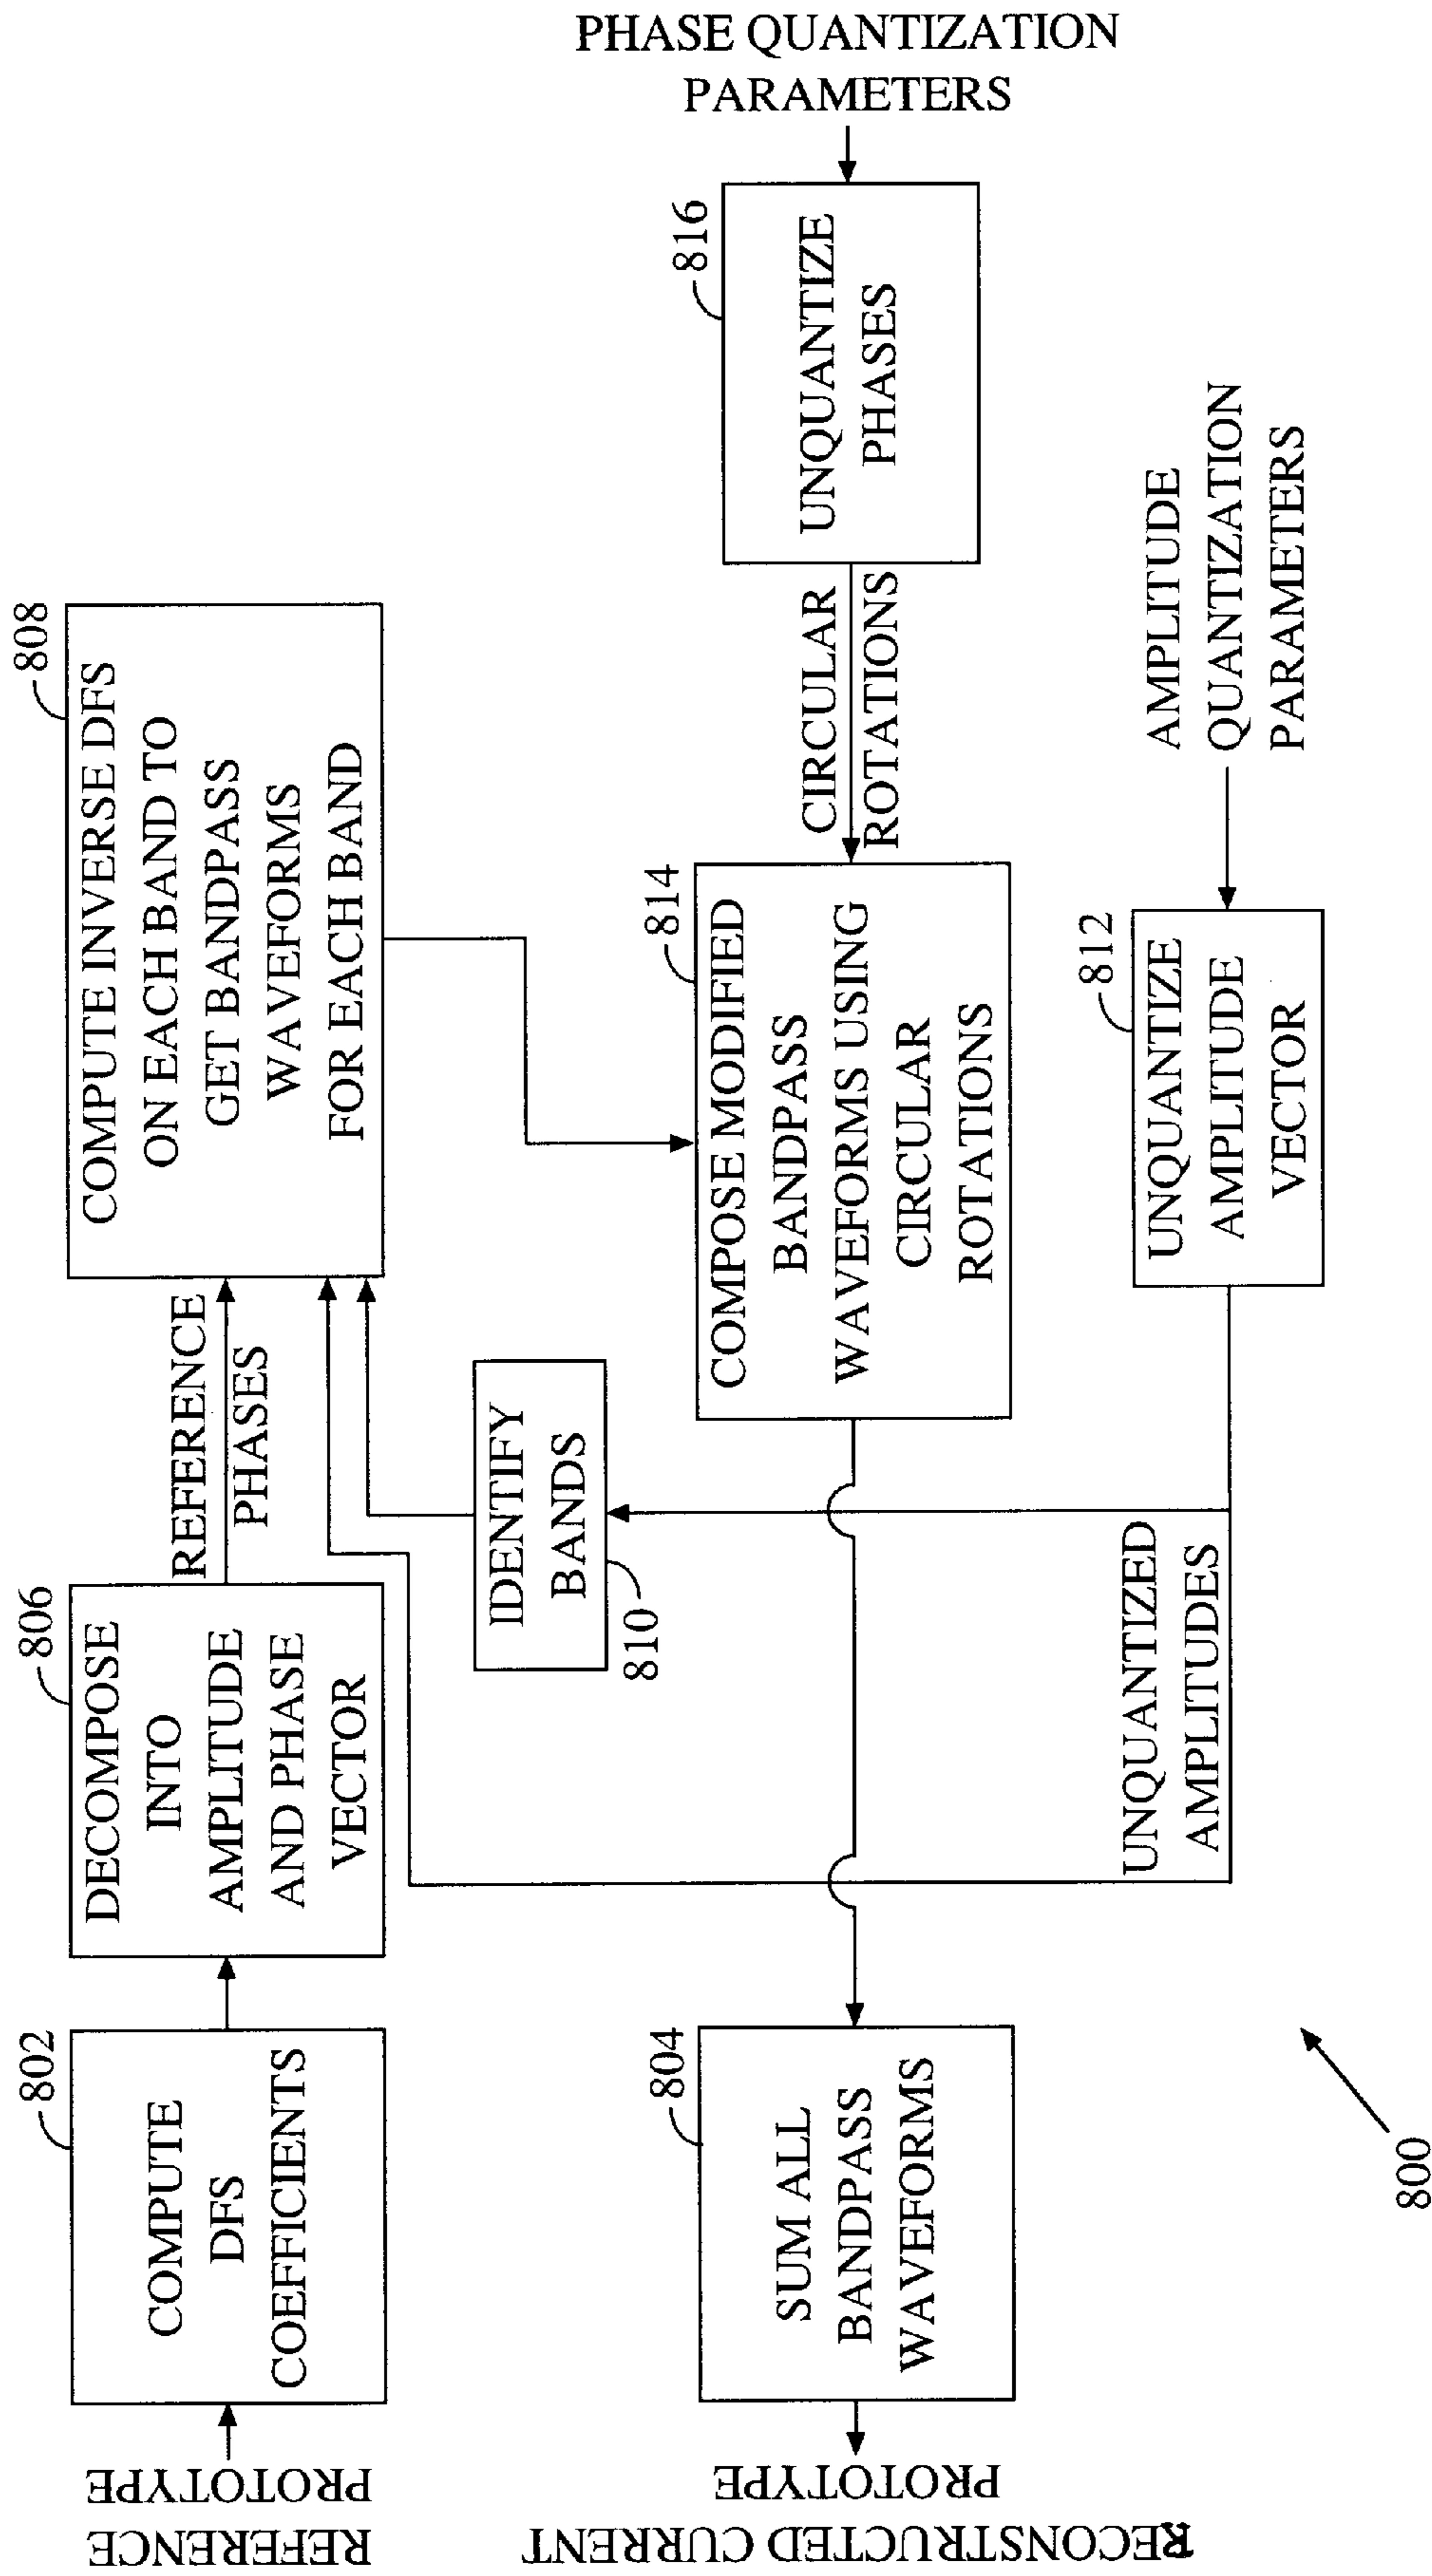 REFERENCE
PROTOTYPE
802
COMPUTE
DFS
COEFFICIENTS
806
DECOMPOSE
INTO
AMPLITUDE
AND PHASE
VECTOR
REFERENCE
PHASES
808
COMPUTE INVERSE DFS
ON EACH BAND TO
GET BANDPASS
WAVEFORMS
FOR EACH BAND
IDENTIFY
BANDS
810
RECONSTRUCTED CURRENT
PROTOTYPE
804
SUM ALL
BANDPASS
WAVEFORMS
814
COMPOSE MODIFIED
BANDPASS
WAVEFORMS USING
CIRCULAR
ROTATIONS
CIRCULAR
ROTATIONS
816
UNQUANTIZE
PHASES
PHASE QUANTIZATION
PARAMETERS
UNQUANTIZED
AMPLITUDES
812
UNQUANTIZE
AMPLITUDE
VECTOR
AMPLITUDE
QUANTIZATION
PARAMETERS
800